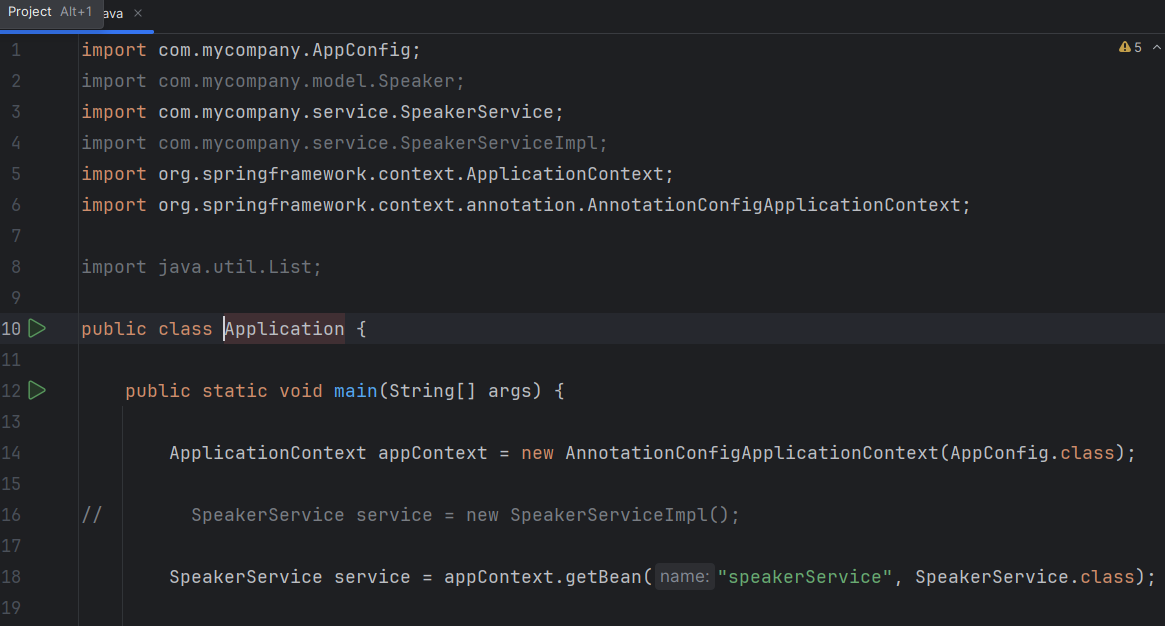 Project Alt+1 ava ×
5
1 import com.mycompany.AppConfig;
2 import com.mycompany.model.Speaker;
3 import com.mycompany.service.SpeakerService;
4 import com.mycompany.service.SpeakerServiceImpl;
5 import org.springframework.context.ApplicationContext;
6 import org.springframework.context.annotation.AnnotationConfigApplicationContext;
7
8 import java.util.List;
9
10 public class Application {
11
12 public static void main(String[] args) {
13
14 ApplicationContext appContext = new AnnotationConfigApplicationContext(AppConfig.class);
15
16 // SpeakerService service = new SpeakerServiceImpl();
17
18 SpeakerService service = appContext.getBean( name: "speakerService", SpeakerService.class);
19